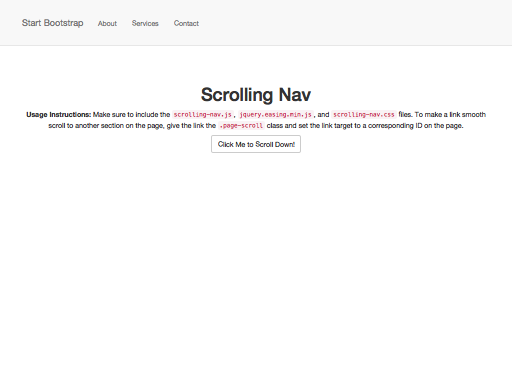 Start Bootstrap About Services Contact
Scrolling Nav
Usage Instructions: Make sure to include the scrolling-nav.js, jquery.easing.min.js, and scrolling-nav.css files. To make a link smooth
scroll to another section on the page, give the link the .page-scroll class and set the link target to a corresponding ID on the page.
Click Me to Scroll Down!